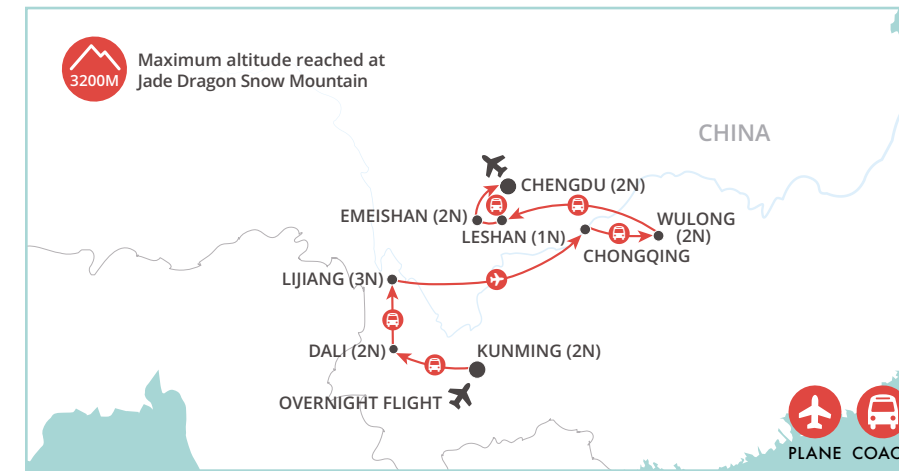 3200M
Maximum altitude reached at
Jade Dragon Snow Mountain
CHINA
CHENGDU (2N)
EMEISHAN (2N)
LESHAN (1N)
WULONG
(2N)
CHONGQING
LIJIANG (3N)
DALI (2N)
KUNMING (2N)
OVERNIGHT FLIGHT
PLANE COAC